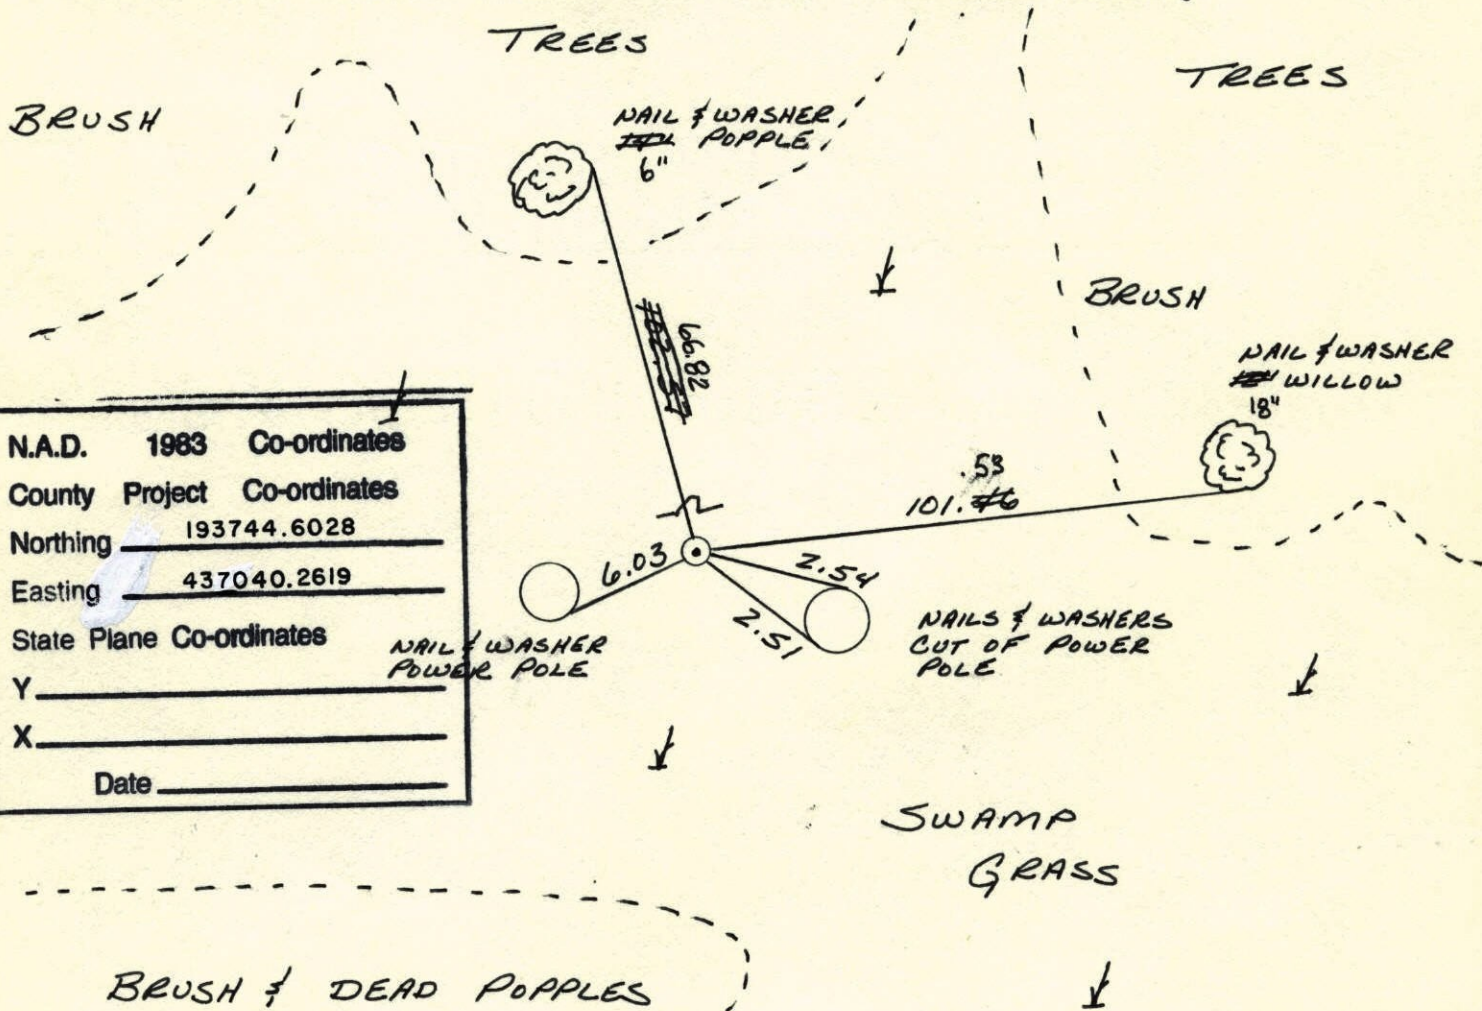 TREES
TREES
BRUSH
NAIL & WASHER
POPPLE
6"
BRUSH
66.82
NAIL & WASHER
WILLOW
18"
.53
101.46
N.A.D. 1983 Co-ordinates
County Project Co-ordinates
Northing 193744.6028
Easting 437040.2619
State Plane Co-ordinates
Y
X
Date
6.03
2.54
2.51
NAIL & WASHER
POWER POLE
NAILS & WASHERS
CUT OF POWER
POLE
SWAMP
GRASS
BRUSH & DEAD POPPLES